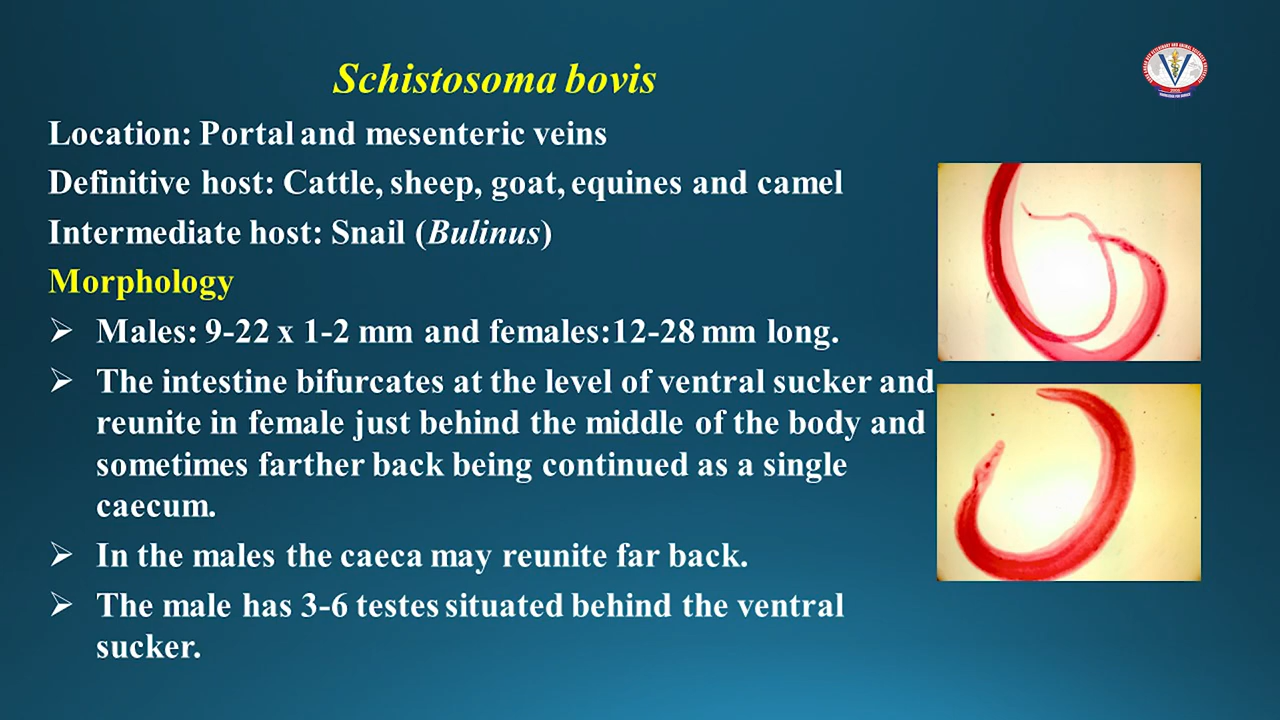 Schistosoma bovis
Location: Portal and mesenteric veins
Definitive host: Cattle, sheep, goat, equines and camel
Intermediate host: Snail (Bulinus)
Morphology
➢ Males: 9-22 x 1-2 mm and females:12-28 mm long.
➢ The intestine bifurcates at the level of ventral sucker and
reunite in female just behind the middle of the body and
sometimes farther back being continued as a single
caecum.
➢ In the males the caeca may reunite far back.
➢ The male has 3-6 testes situated behind the ventral
sucker.